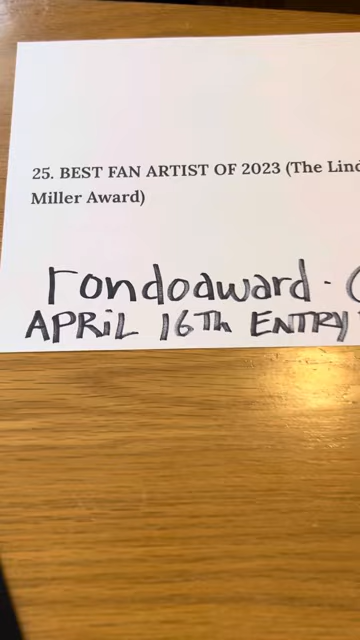 25. BEST FAN ARTIST OF 2023 (The Lind
Miller Award)
rondoaward.
APRIL 16TH ENTRY